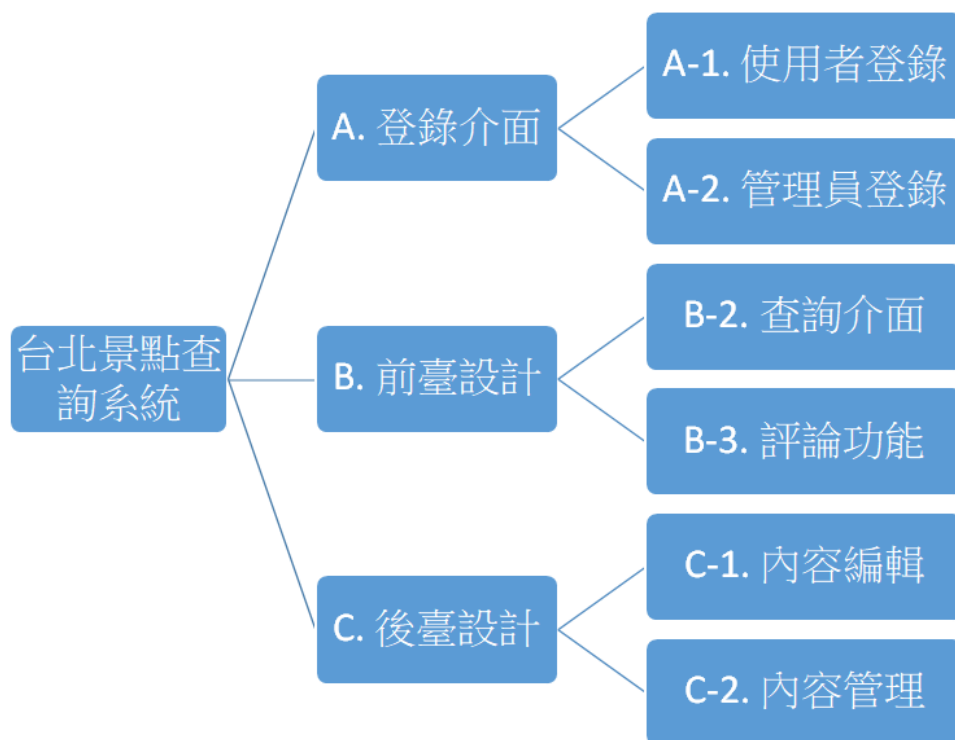 台北景點查
詢系統
A. 登錄介面
A-1. 使用者登錄
A-2. 管理員登錄
B. 前臺設計
B-2. 查詢介面
B-3. 評論功能
C. 後臺設計
C-1. 內容編輯
C-2. 內容管理